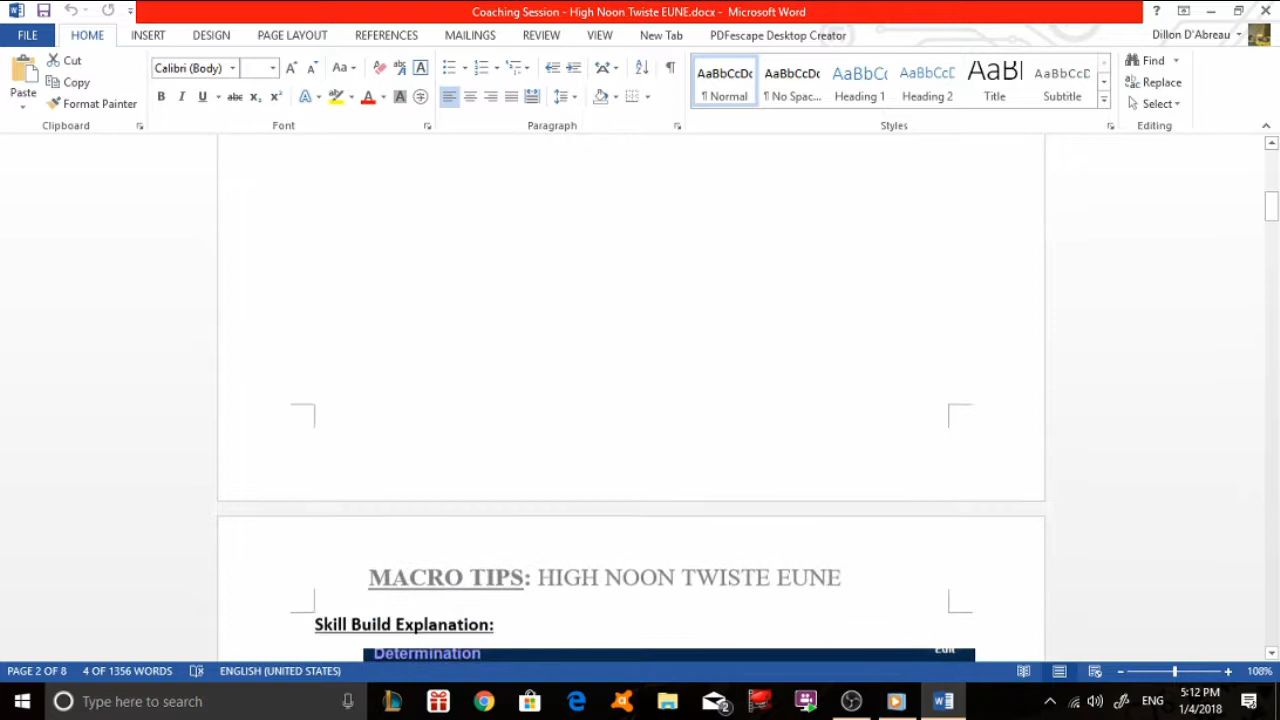 Coaching Session - High Noon Twiste EUNE.docx - Microsoft Word
?
FILE HOME INSERT DESIGN PAGE LAYOUT REFERENCES MAILINGS REVIEW VIEW New Tab PDFescape Desktop Creator Dillon D'Abreau
Paste
Cut
Copy
Format Painter
Clipboard
Calibri (Body)
Font
Paragraph
AaBbCcDc AaBbCcDc AaBbCc AaBbCcD AaBl AaBbCcD
¶ Normal ¶ No Spac... Heading 1 Heading 2 Title Subtitle
Styles
Find
Replace
Select
Editing
MACRO TIPS: HIGH NOON TWISTE EUNE
Skill Build Explanation:
Determination Edit
PAGE 2 OF 8 4 OF 1356 WORDS ENGLISH (UNITED STATES) 108%
Type here to search
2
ENG
5:12 PM
1/4/2018